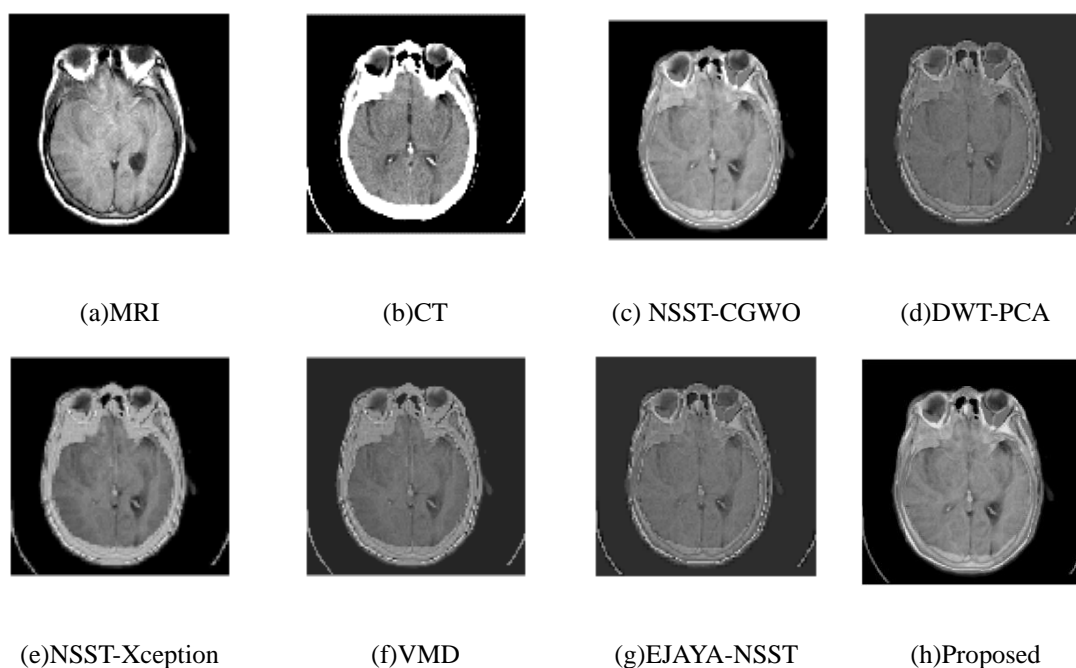 (a)MRI
(b)CT
(c) NSST-CGWO
(d)DWT-PCA
(e)NSST-Xception
(f)VMD
(g)EJAYA-NSST
(h)Proposed